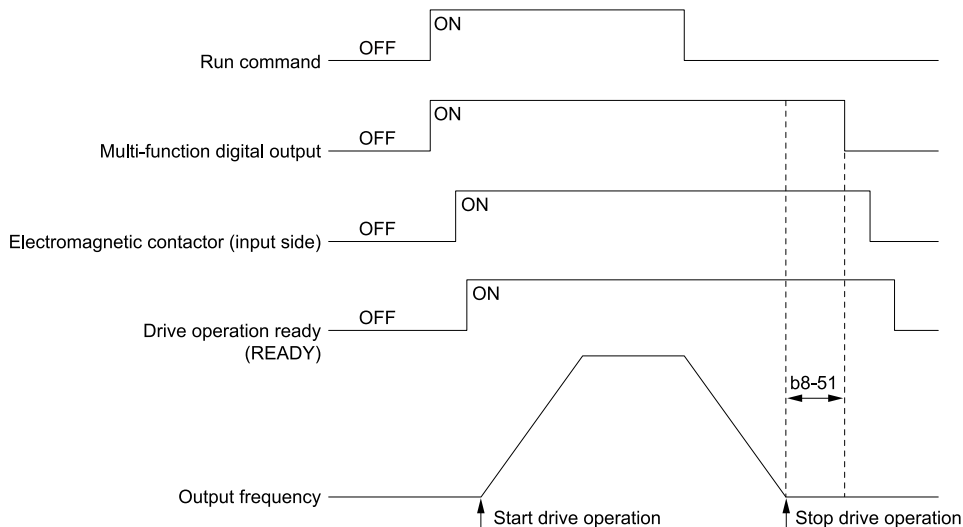 ON
OFF
Run command
ON
OFF
Multi-function digital output
ON
OFF
Electromagnetic contactor (input side)
ON
OFF
Drive operation ready
(READY)
b8-51
Output frequency
Start drive operation
Stop drive operation